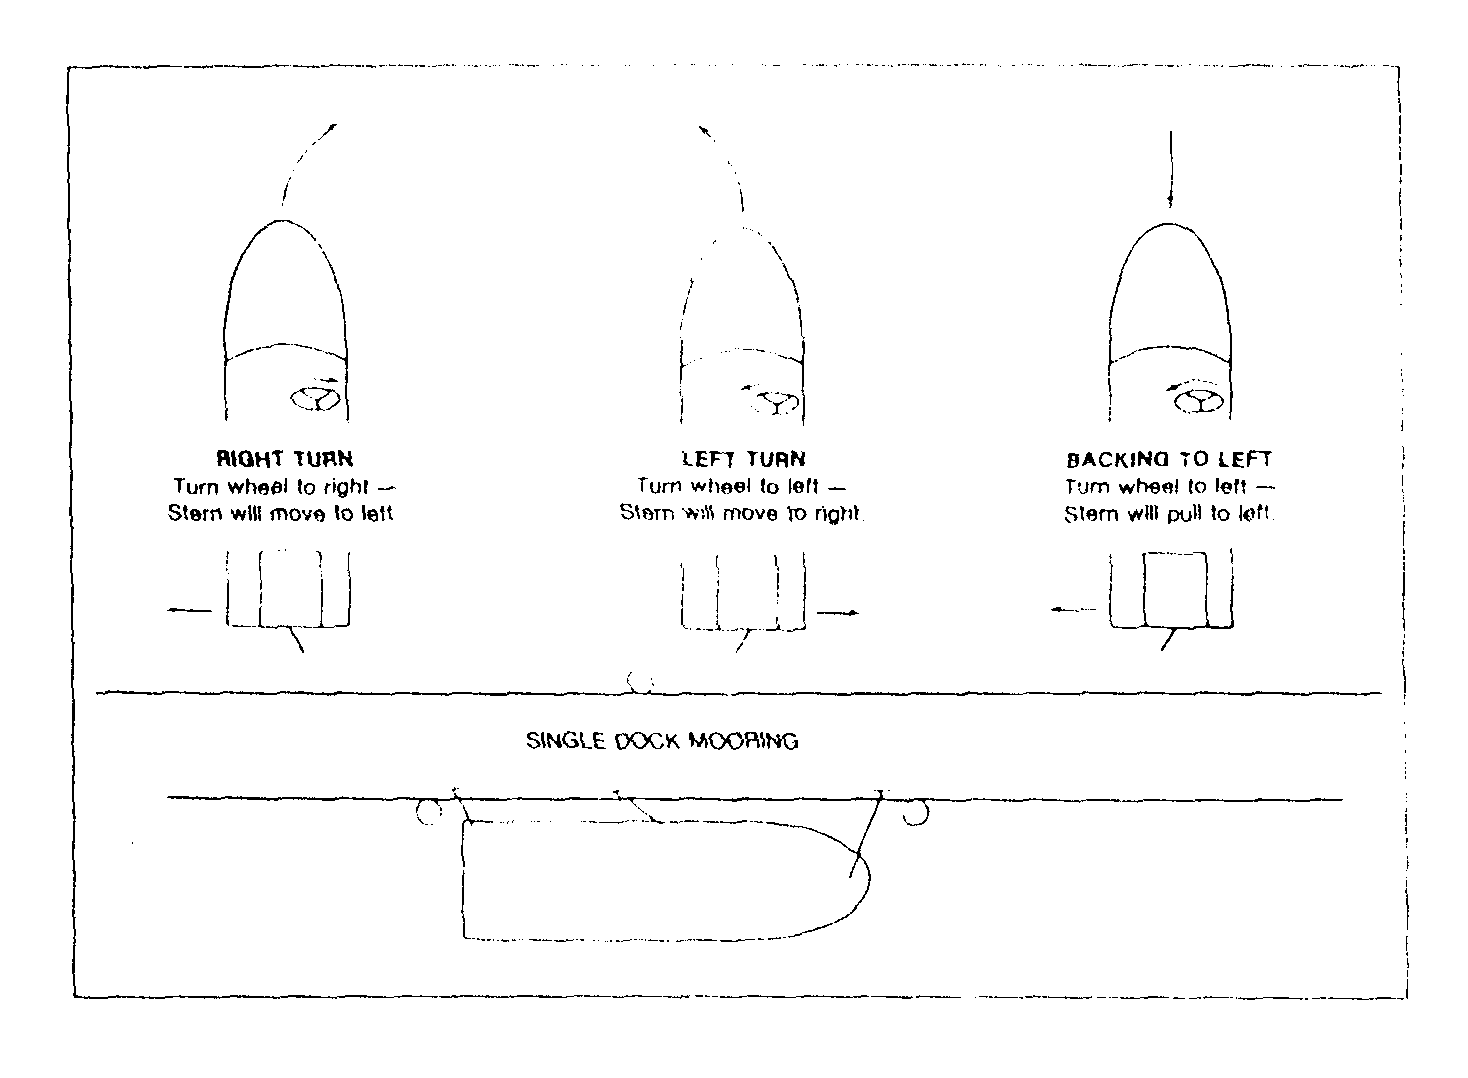 RIGHT TURN
Turn wheel to right —
Stern will move to left
LEFT TURN
Turn wheel to left —
Stern will move to right.
BACKING TO LEFT
Turn wheel to left —
Stern will pull to left.
SINGLE DOCK MOORING